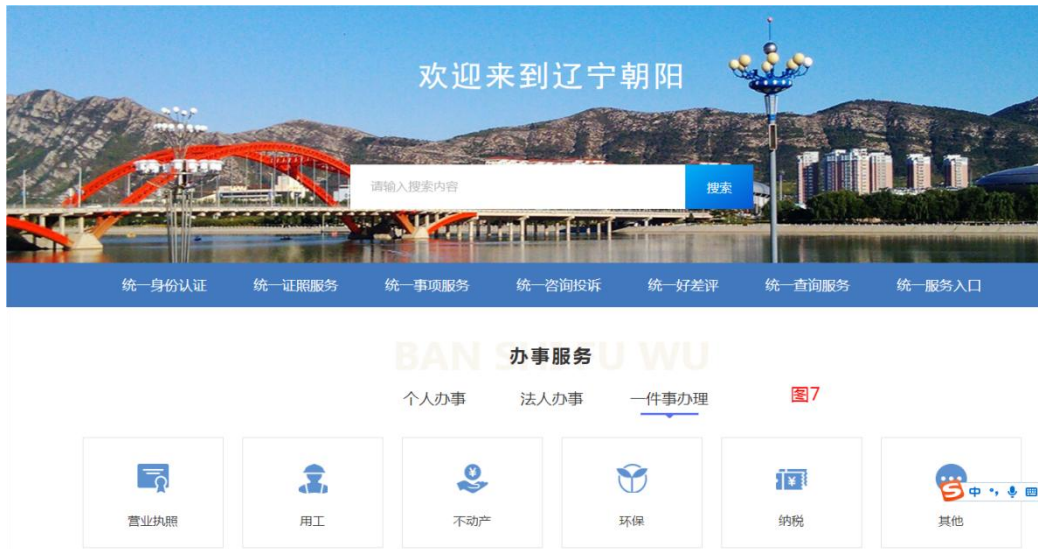 欢迎来到辽宁朝阳
请输入搜索内容 搜索
统一身份认证 统一证照服务 统一事项服务 统一咨询投诉 统一好差评 统一查询服务 统一服务入口
办事服务
个人办事 法人办事 一件事办理 图7
营业执照 用工 不动产 环保 纳税 其他
S 中